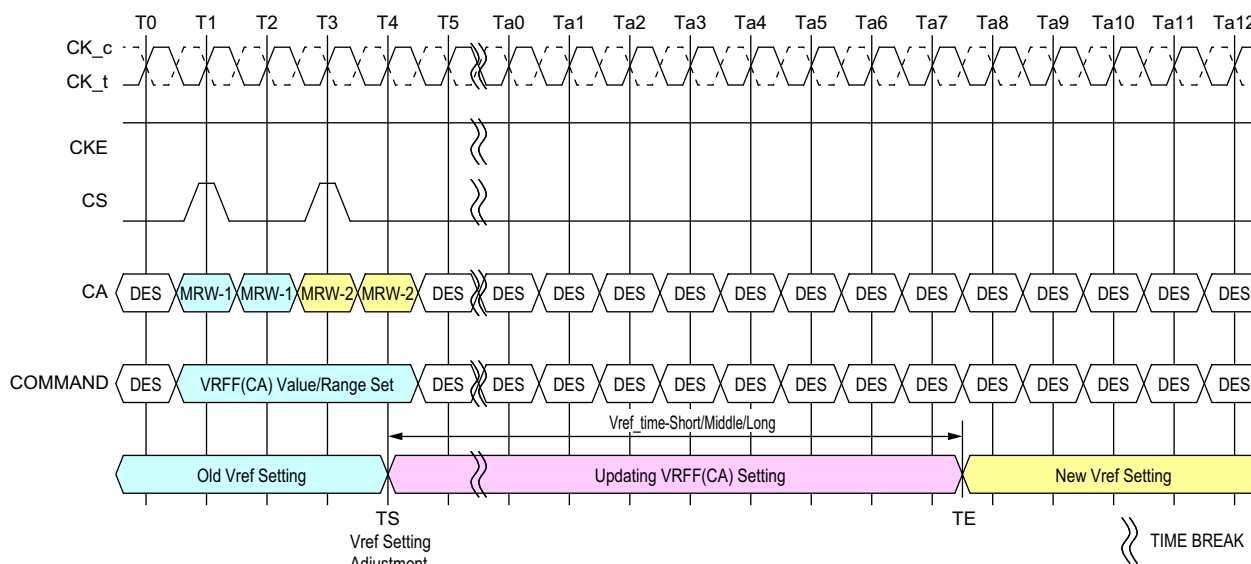 T0 T1 T2 T3 T4 T5 Ta0 Ta1 Ta2 Ta3 Ta4 Ta5 Ta6 Ta7 Ta8 Ta9 Ta10 Ta11 Ta12
CK_c
CK_t
CKE
CS
CA DES MRW-1 MRW-1 MRW-2 MRW-2 DES DES DES DES DES DES DES DES DES DES DES DES DES DES
COMMAND DES VRFF(CA) Value/Range Set DES DES DES DES DES DES DES DES DES DES DES DES DES DES
Vref_time-Short/Middle/Long
Old Vref Setting Updating VRFF(CA) Setting New Vref Setting
TS TE
Vref Setting
Adjustment
TIME BREAK